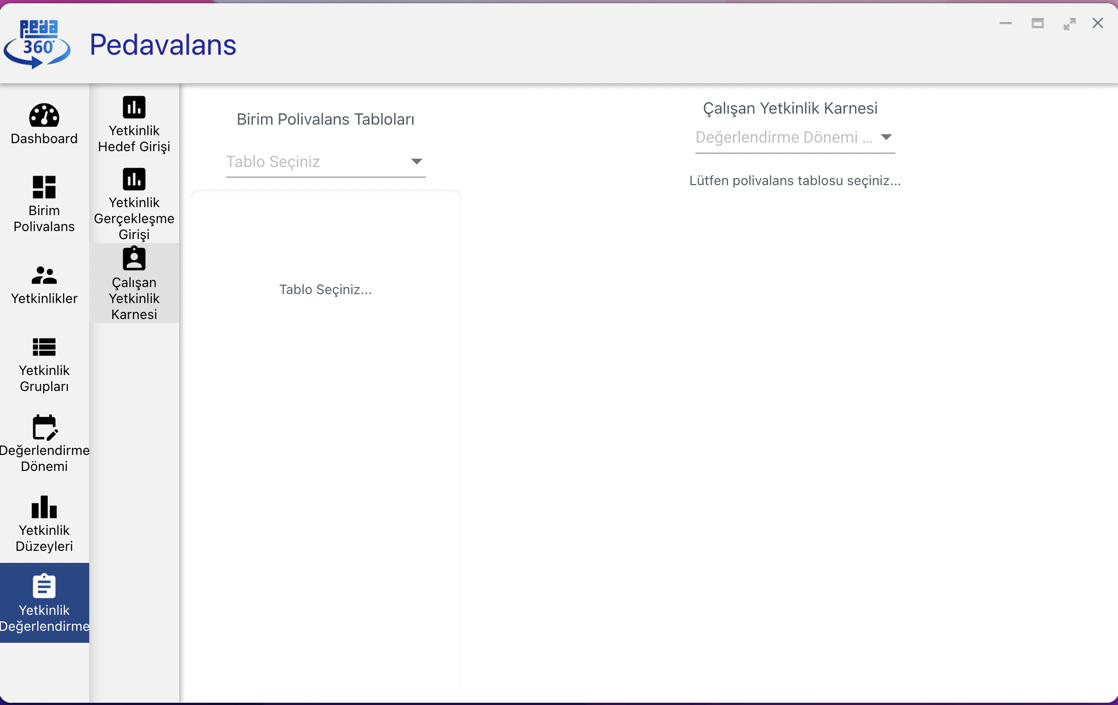 peda
360°
Pedavalans
Dashboard
Birim
Polivalans
Yetkinlikler
Yetkinlik
Grupları
Değerlendirme
Dönemi
Yetkinlik
Düzeyleri
Yetkinlik
Değerlendirme
Yetkinlik
Hedef Girişi
Yetkinlik
Gerçekleşme
Girişi
Çalışan
Yetkinlik
Karnesi
Birim Polivalans Tabloları
Tablo Seçiniz
Tablo Seçiniz...
Çalışan Yetkinlik Karnesi
Değerlendirme Dönemi ...
Lütfen polivalans tablosu seçiniz...